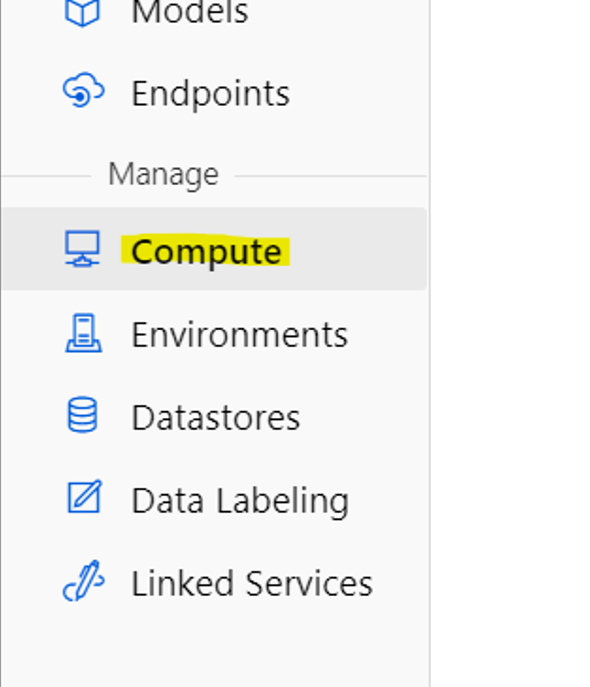 Models
Endpoints
Manage
Compute
Environments
Datastores
Data Labeling
Linked Services